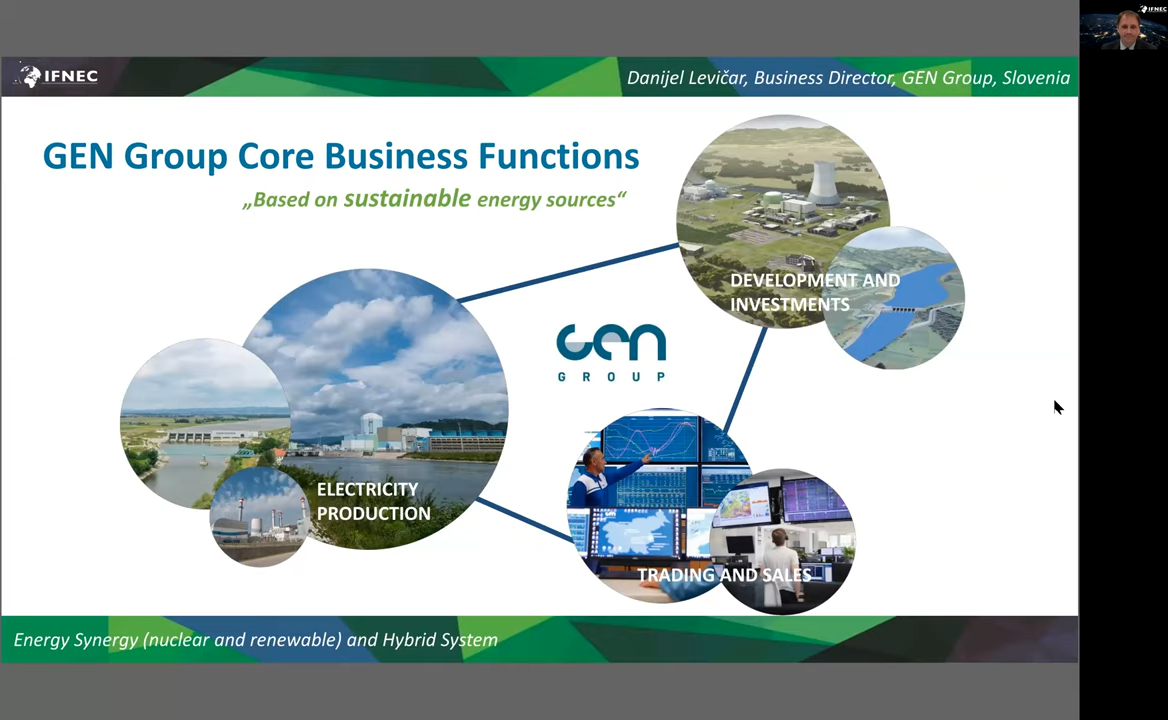 IFNEC
Danijel Levičar, Business Director, GEN Group, Slovenia
IFNEC
GEN Group Core Business Functions
„Based on sustainable energy sources“
DEVELOPMENT AND
INVESTMENTS
gen
GROUP
ELECTRICITY
PRODUCTION
TRADING AND SALES
Energy Synergy (nuclear and renewable) and Hybrid System